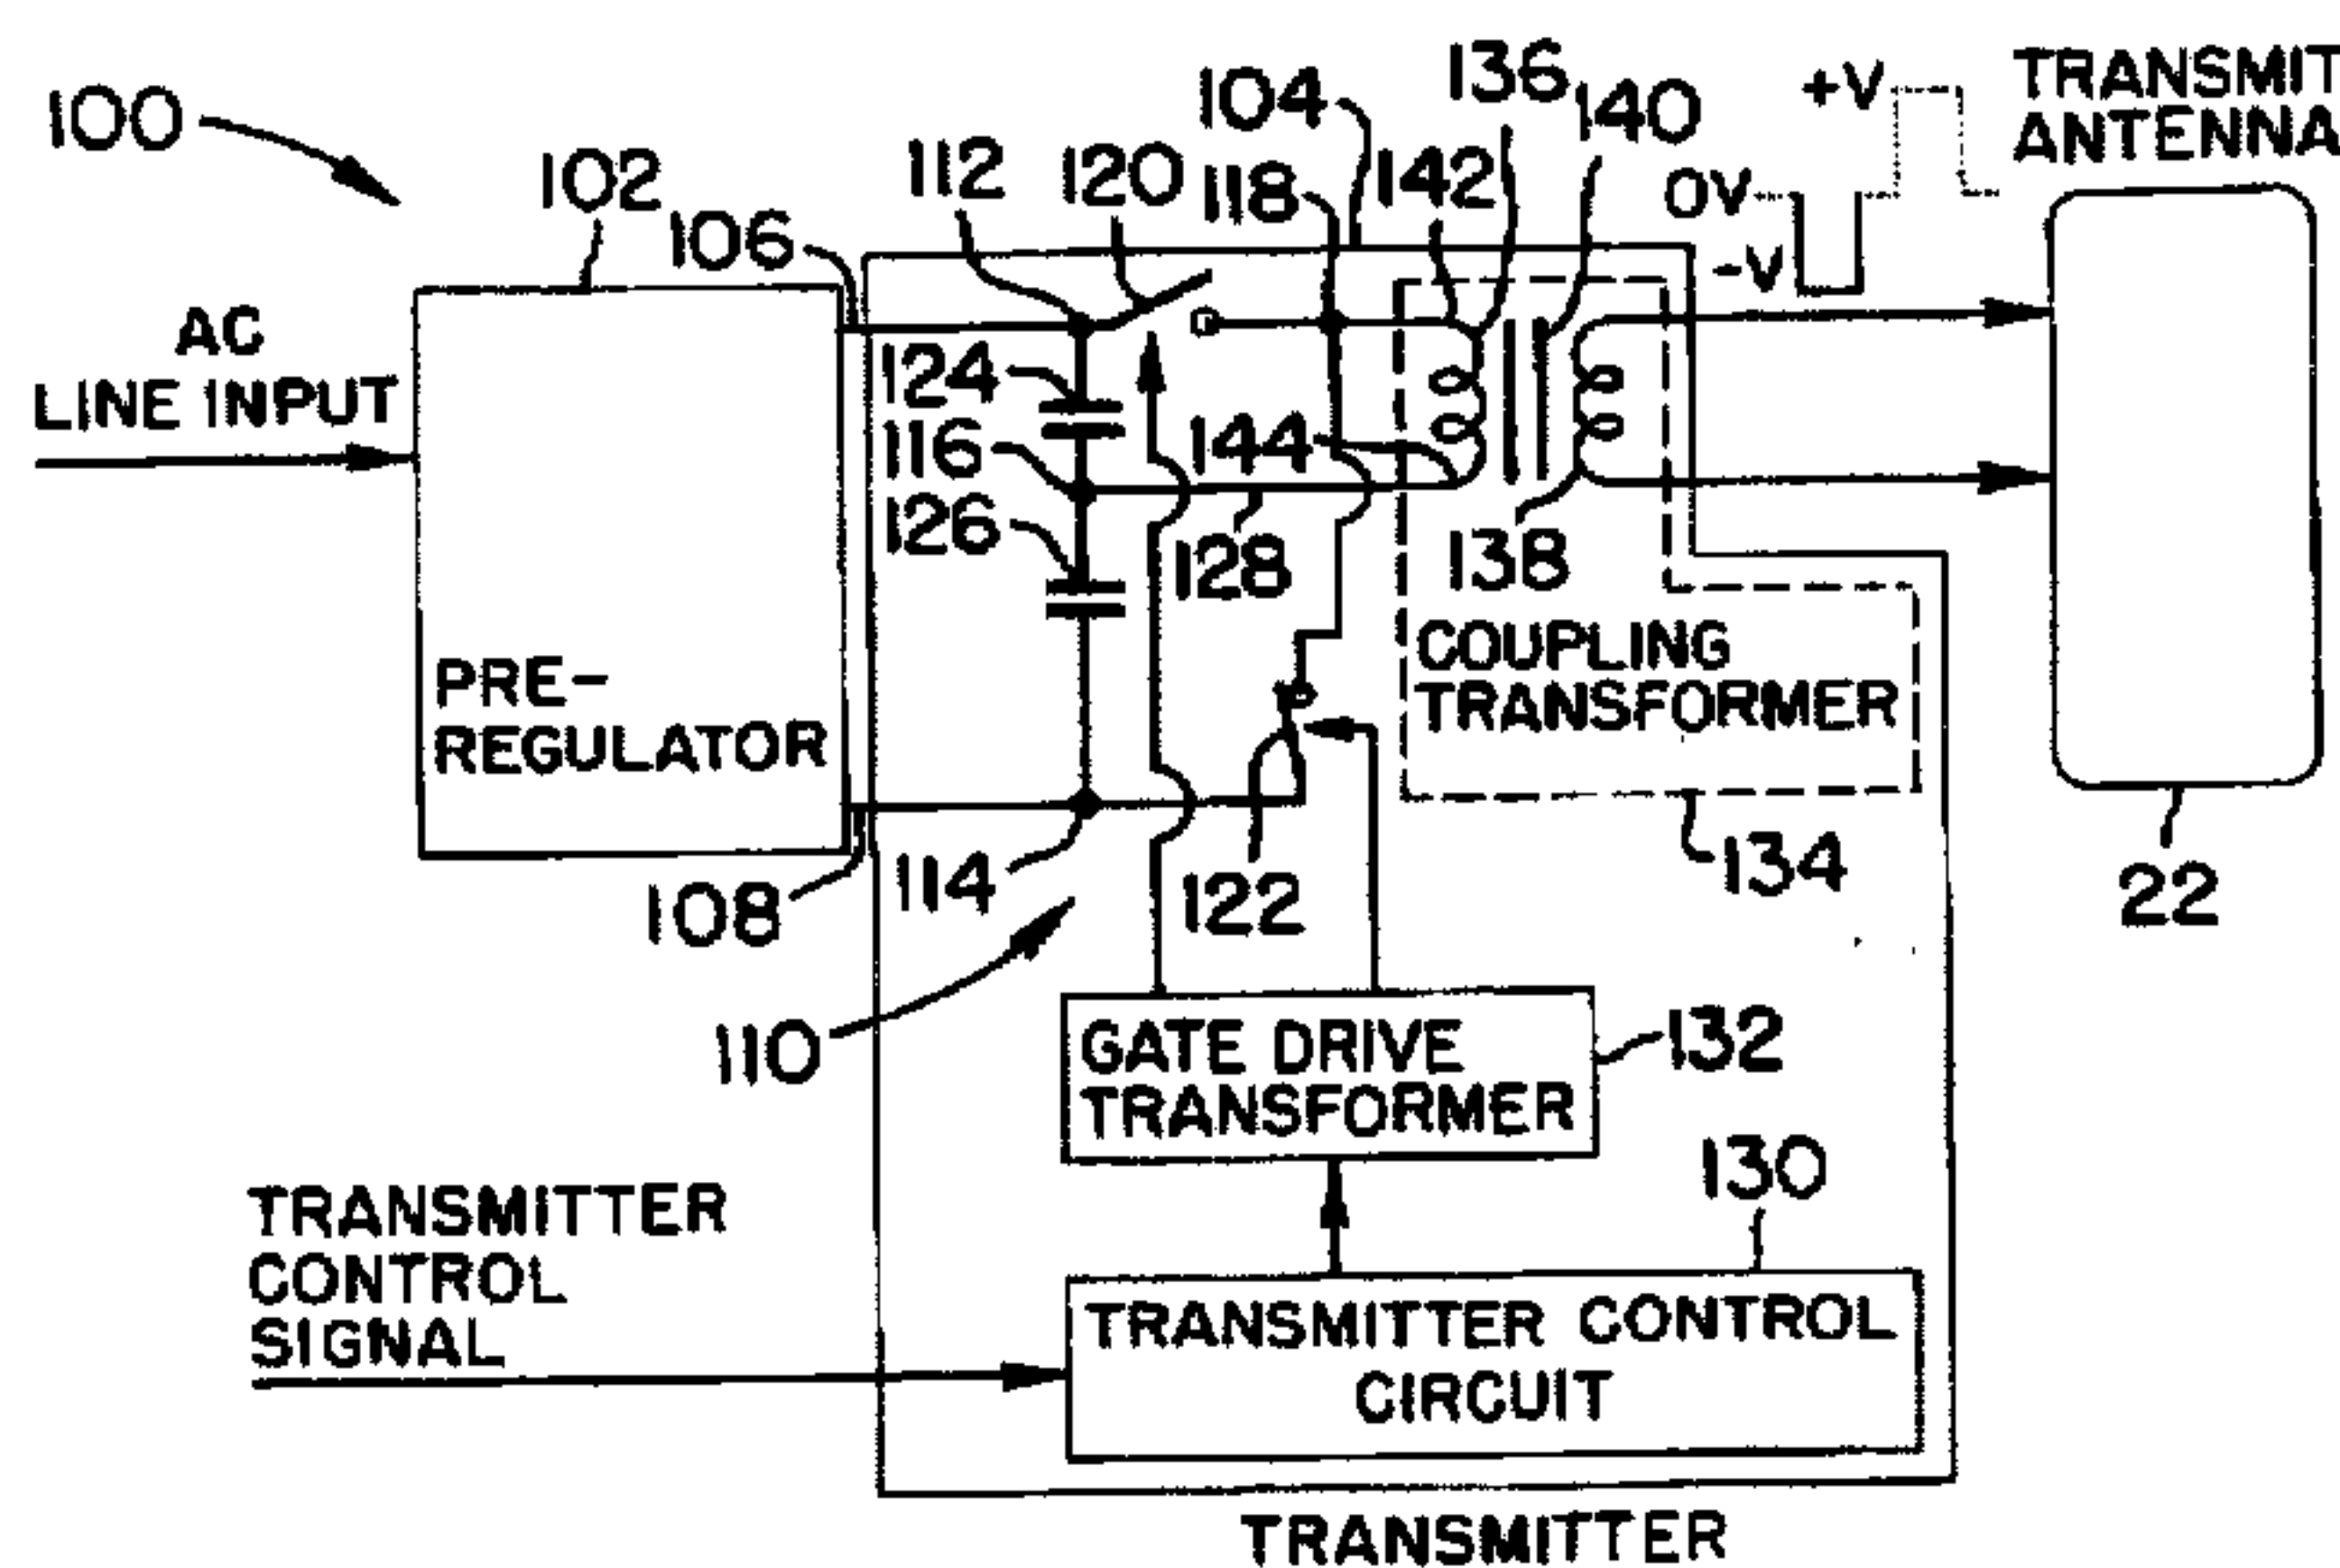 100
102
106
112
120
104
118
142
136
140
+V
0V
-V
TRANSMIT
ANTENNA
AC
LINE INPUT
124
116
126
144
128
138
PRE-
REGULATOR
COUPLING
TRANSFORMER
108
114
122
134
22
110
GATE DRIVE
TRANSFORMER
132
130
TRANSMITTER
CONTROL
SIGNAL
TRANSMITTER CONTROL
CIRCUIT
TRANSMITTER